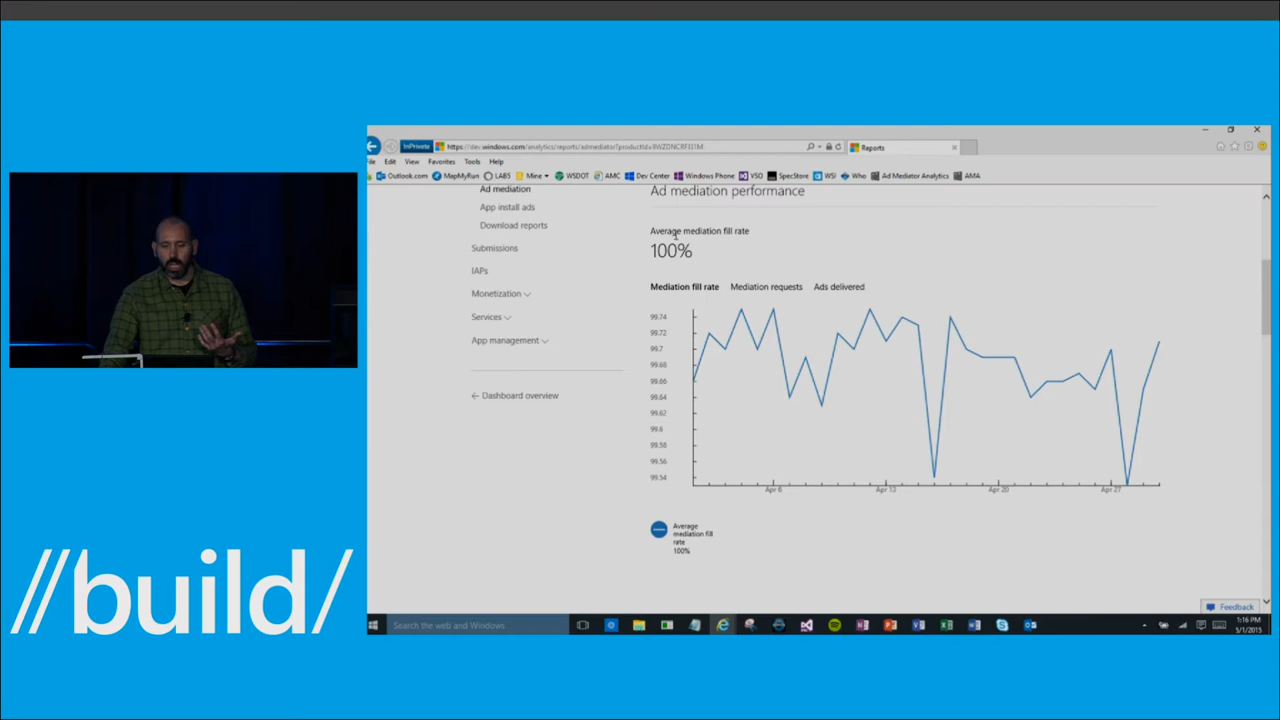 InPrivate
https://dev.windows.com/analytics/reports/admediator?productId=
Reports
File Edit View Favorites Tools Help
Outlook.com MapMyRun LABS Mine WSDOT AMC Dev Center Windows Phone VSO SpecStore WSI Who Ad Mediator Analytics AMA
Ad mediation
App install ads
Download reports
Submissions
IAPs
Monetization
Services
App management
Dashboard overview
Ad mediation performance
Average mediation fill rate
100%
Mediation fill rate Mediation requests Ads delivered
99.74
99.72
99.7
99.68
99.66
99.64
99.62
99.6
99.58
99.56
99.54
Apr 6 Apr 13 Apr 20 Apr 27
Average
mediation fill
rate
100%
Feedback
Search the web and Windows
1:16 PM
5/1/2015
//build/